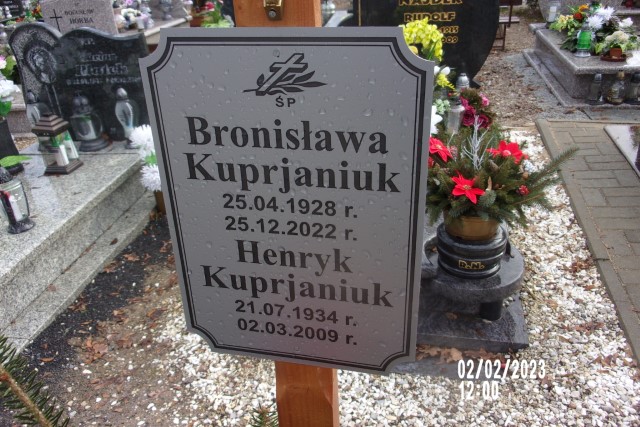 ŚP
Bronisława
Kuprjaniuk
25.04.1928 r.
25.12.2022 r.
Henryk
Kuprjaniuk
21.07.1934 r.
02.03.2009 r.
RUDOLF
02/02/2023
12:00